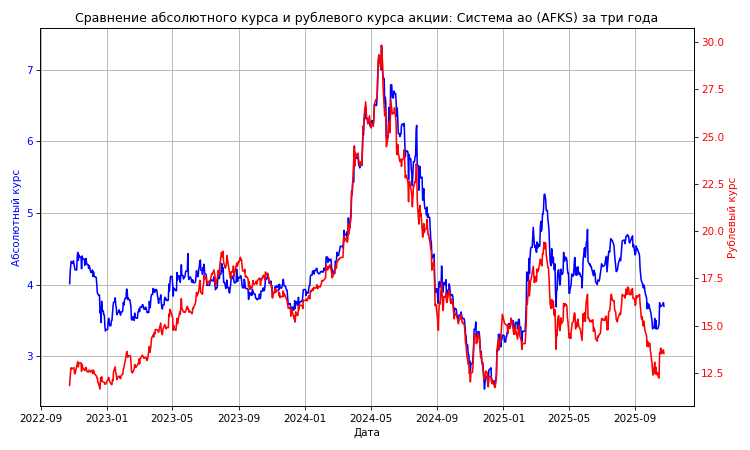 Сравнение абсолютного курса и рублевого курса акции: Система ао (AFKS) за три года
Абсолютный курс
7
6
5
4
3
30.0
27.5
25.0
22.5
20.0
17.5
15.0
12.5
Рублевый курс
2022-09 2023-01 2023-05 2023-09 2024-01 2024-05 2024-09 2025-01 2025-05 2025-09
Дата